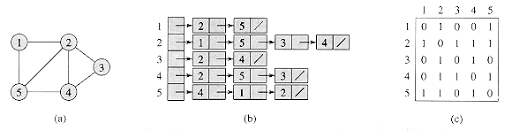 1 2
3
5 4
(a)
1 2 5 /
2 1 5 3 4 /
3 2 4 /
4 2 5 3 /
5 4 1 2 /
(b)
1 2 3 4 5
1 0 1 0 0 1
2 1 0 1 1 1
3 0 1 0 1 0
4 0 1 1 0 1
5 1 1 0 1 0
(c)